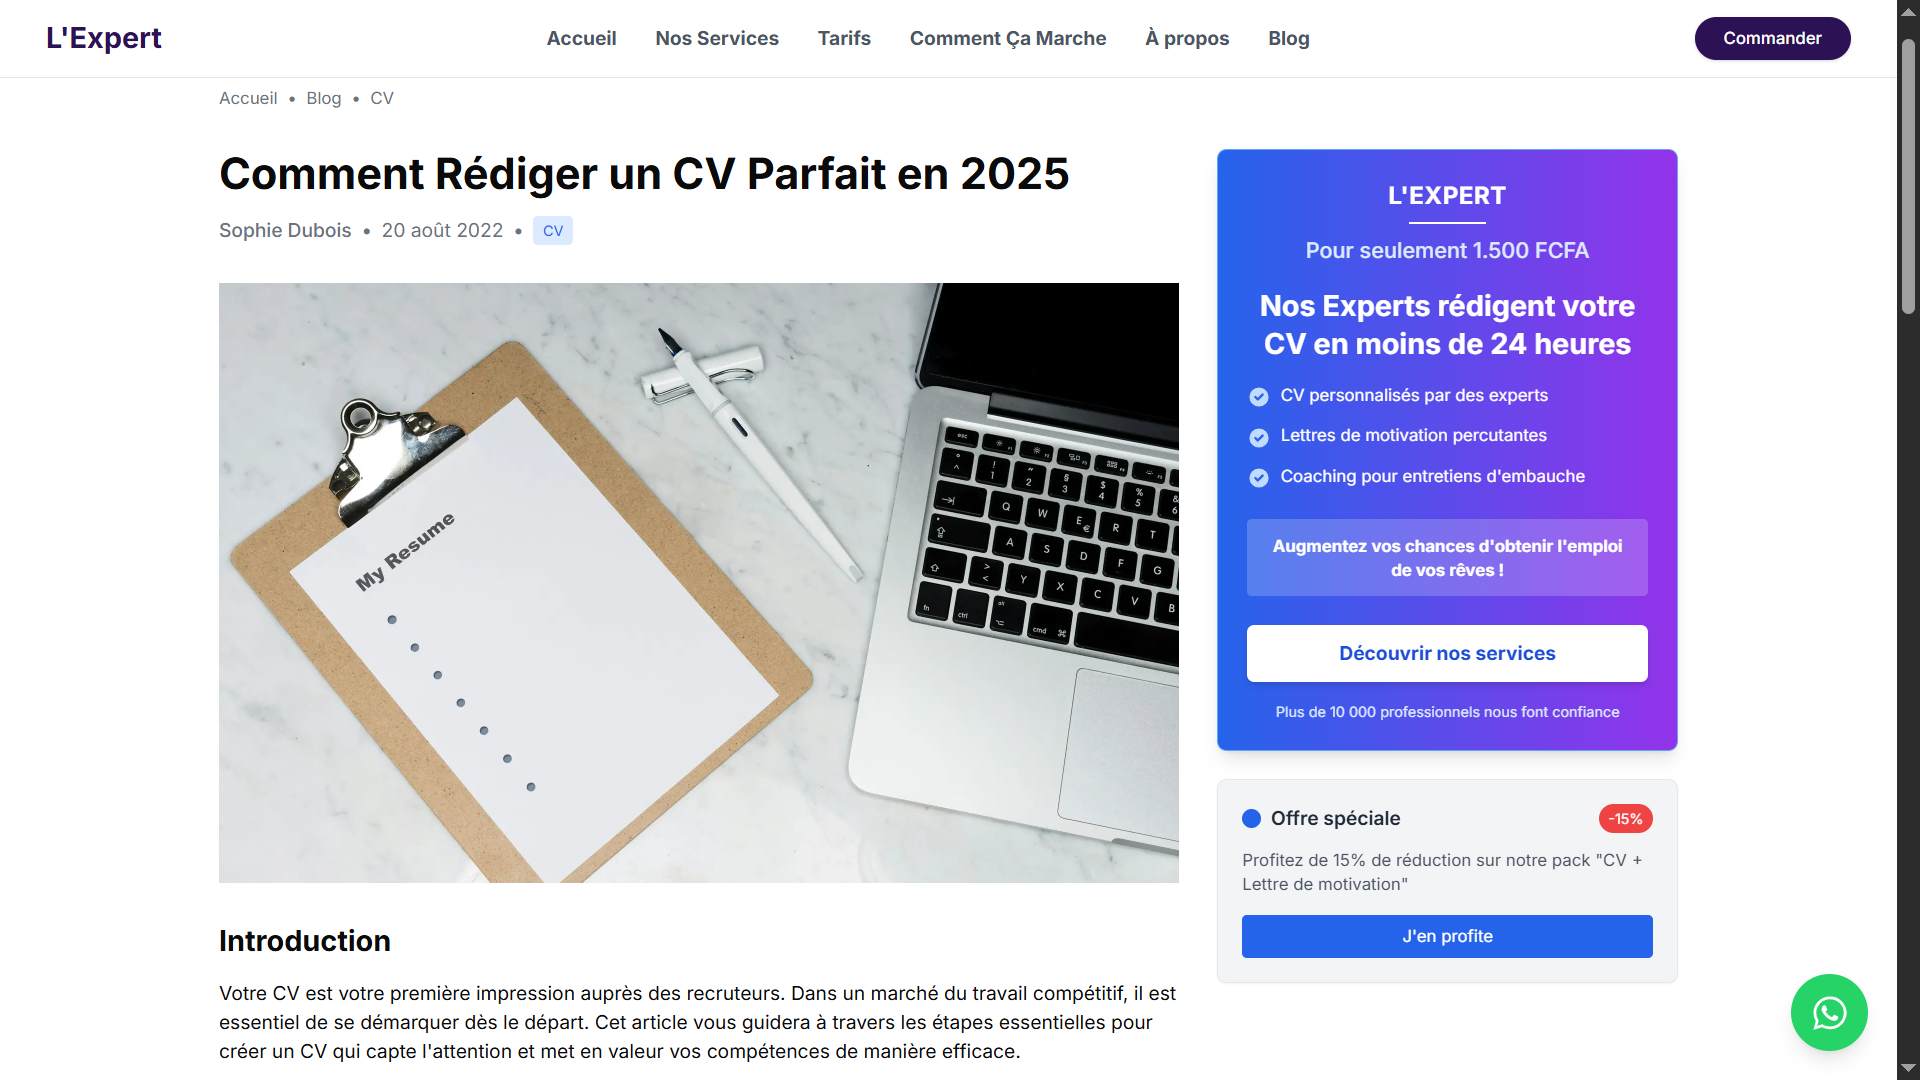 L'Expert
Accueil
Nos Services
Tarifs
Comment Ça Marche
À propos
Blog
Commander
Accueil • Blog • CV
Comment Rédiger un CV Parfait en 2025
Sophie Dubois • 20 août 2022 • CV
My Resume
L'EXPERT
Pour seulement 1.500 FCFA
Nos Experts rédigent votre
CV en moins de 24 heures
CV personnalisés par des experts
Lettres de motivation percutantes
Coaching pour entretiens d'embauche
Augmentez vos chances d'obtenir l'emploi
de vos rêves !
Découvrir nos services
Plus de 10 000 professionnels nous font confiance
Offre spéciale
-15%
Profitez de 15% de réduction sur notre pack "CV +
Lettre de motivation"
J'en profite
Introduction
Votre CV est votre première impression auprès des recruteurs. Dans un marché du travail compétitif, il est
essentiel de se démarquer dès le départ. Cet article vous guidera à travers les étapes essentielles pour
créer un CV qui capte l'attention et met en valeur vos compétences de manière efficace.